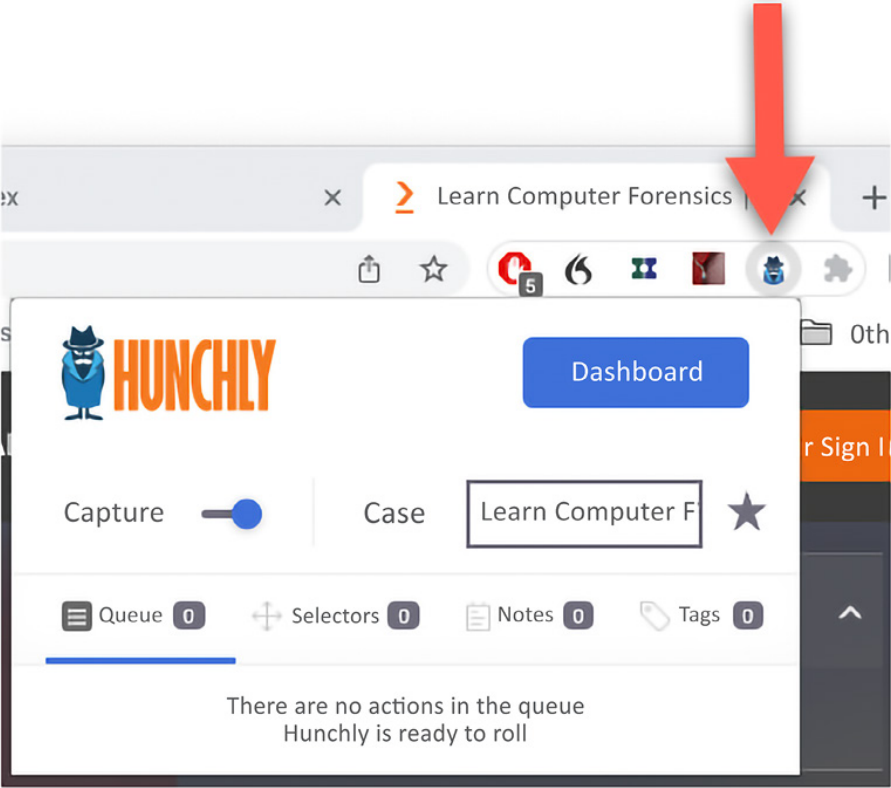 ex
Learn Computer Forensics |
5
Oth
HUNCHLY
Dashboard
r Sign I
Capture
Case
Learn Computer F
Queue 0
Selectors 0
Notes 0
Tags 0
There are no actions in the queue
Hunchly is ready to roll